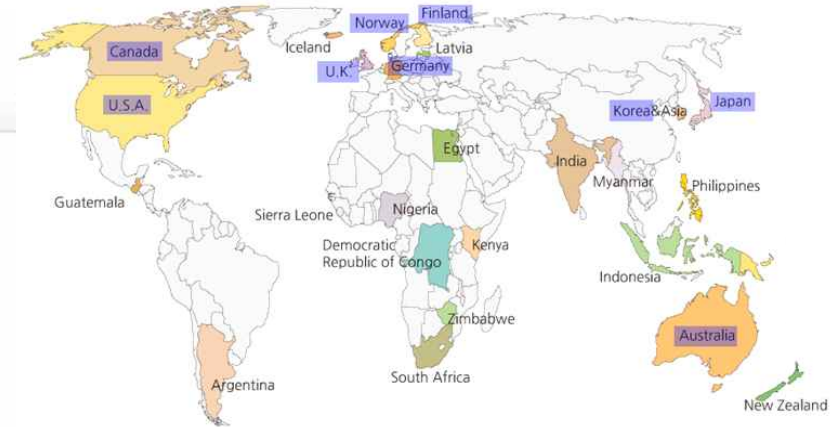 Norway
Finland
Canada
Iceland
Latvia
U.K.
Germany
U.S.A.
Korea&Asia
Japan
Egypt
India
Myanmar
Philippines
Guatemala
Sierra Leone
Nigeria
Democratic
Republic of Congo
Kenya
Indonesia
Zimbabwe
Australia
South Africa
Argentina
New Zealand